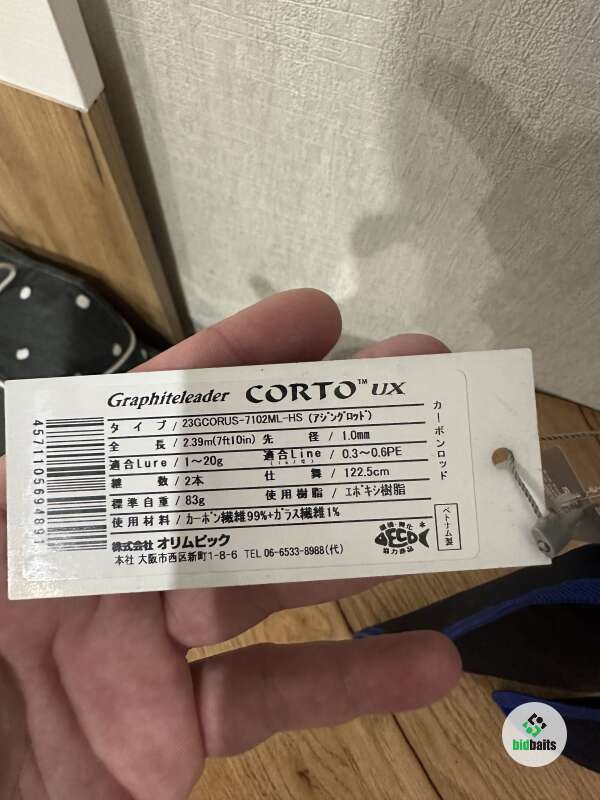 Graphiteleader CORTO™ UX
タイプ / 23GCORUS-7102ML-HS (アジングロッド)
全長 / 2.39m(7ft10in) 先径 / 1.0mm
適合Lure / 1〜20g 適合Line / 0.3〜0.6PE
継数 / 2本 仕舞 / 122.5cm
標準自重 / 83g 使用樹脂 / エポキシ樹脂
使用材料 / カーボン繊維99%+ガラス繊維1%
株式会社 オリムピック
本社 大阪市西区新町1-8-6 TEL 06-6533-8988(代)
カーボンロッド
ベトナム製
ECO
4571105694891
bidbaits